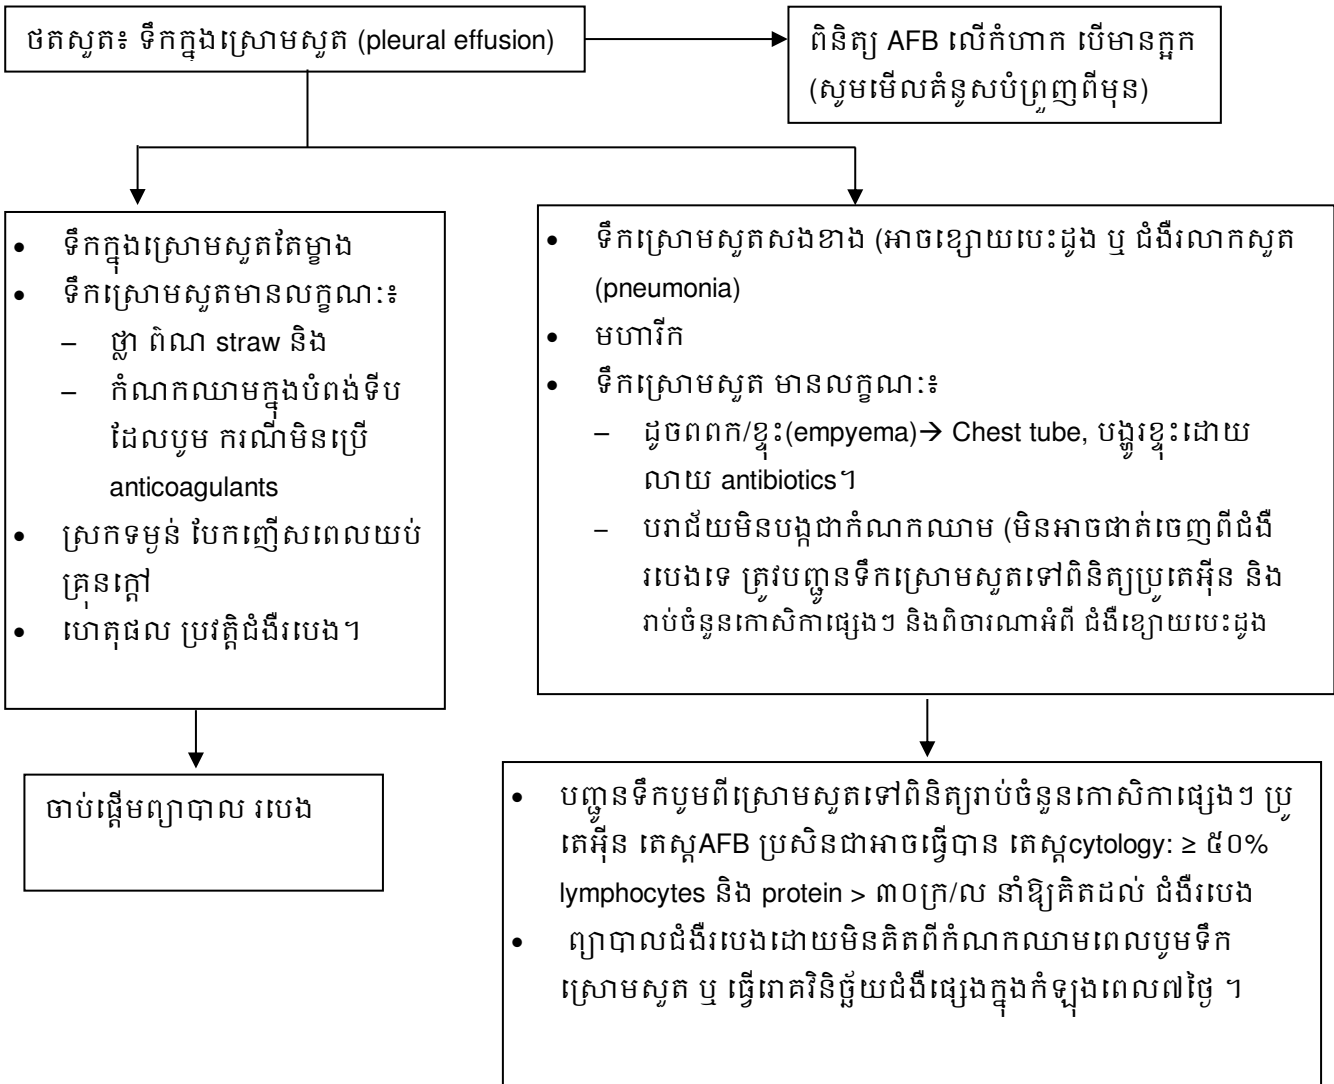 ថតសួត៖ ទឹកក្នុងស្រោមសួត (pleural effusion)
ពិនិត្យ AFB លើកំហាក បើមានក្អក
(សូមមើលគំនូសបំព្រួញពីមុន)
• ទឹកក្នុងស្រោមសួតតែម្ខាង
• ទឹកស្រោមសួតមានលក្ខណៈ៖
– ថ្លា ព៌ណ straw និង
– កំណកឈាមក្នុងបំពង់ទីប
ដែលបូម ករណីមិនប្រើ
anticoagulants
• ស្រកទម្ងន់ បែកញើសពេលយប់
គ្រុនក្តៅ
• ហេតុផល ប្រវត្តិជំងឺរបេង។
• ទឹកស្រោមសួតសងខាង (អាចខ្សោយបេះដូង ឬ ជំងឺរលាកសួត
(pneumonia)
• មហារីក
• ទឹកស្រោមសួត មានលក្ខណៈ៖
– ដូចពពក/ខ្ទុះ(empyema)→ Chest tube, បង្ហូរខ្ទុះដោយ
លាយ antibiotics។
– បរាជ័យមិនបង្កជាកំណកឈាម (មិនអាចផាត់ចេញពីជំងឺ
របេងទេ ត្រូវបញ្ជូនទឹកស្រោមសួតទៅពិនិត្យប្រូតេអ៊ីន និង
រាប់ចំនួនកោសិកាផ្សេងៗ និងពិចារណាអំពី ជំងឺខ្សោយបេះដូង
ចាប់ផ្តើមព្យាបាល របេង
• បញ្ជូនទឹកបូមពីស្រោមសួតទៅពិនិត្យរាប់ចំនួនកោសិកាផ្សេងៗ ប្រូ
តេអ៊ីន តេស្តAFB ប្រសិនជាអាចធ្វើបាន តេស្តcytology: ≥ ៥០%
lymphocytes និង protein > ៣០ក្រ/ល នាំឱ្យគិតដល់ ជំងឺរបេង
• ព្យាបាលជំងឺរបេងដោយមិនគិតពីកំណកឈាមពេលបូមទឹក
ស្រោមសួត ឬ ធ្វើរោគវិនិច្ឆ័យជំងឺផ្សេងក្នុងកំឡុងពេល៧ថ្ងៃ ។